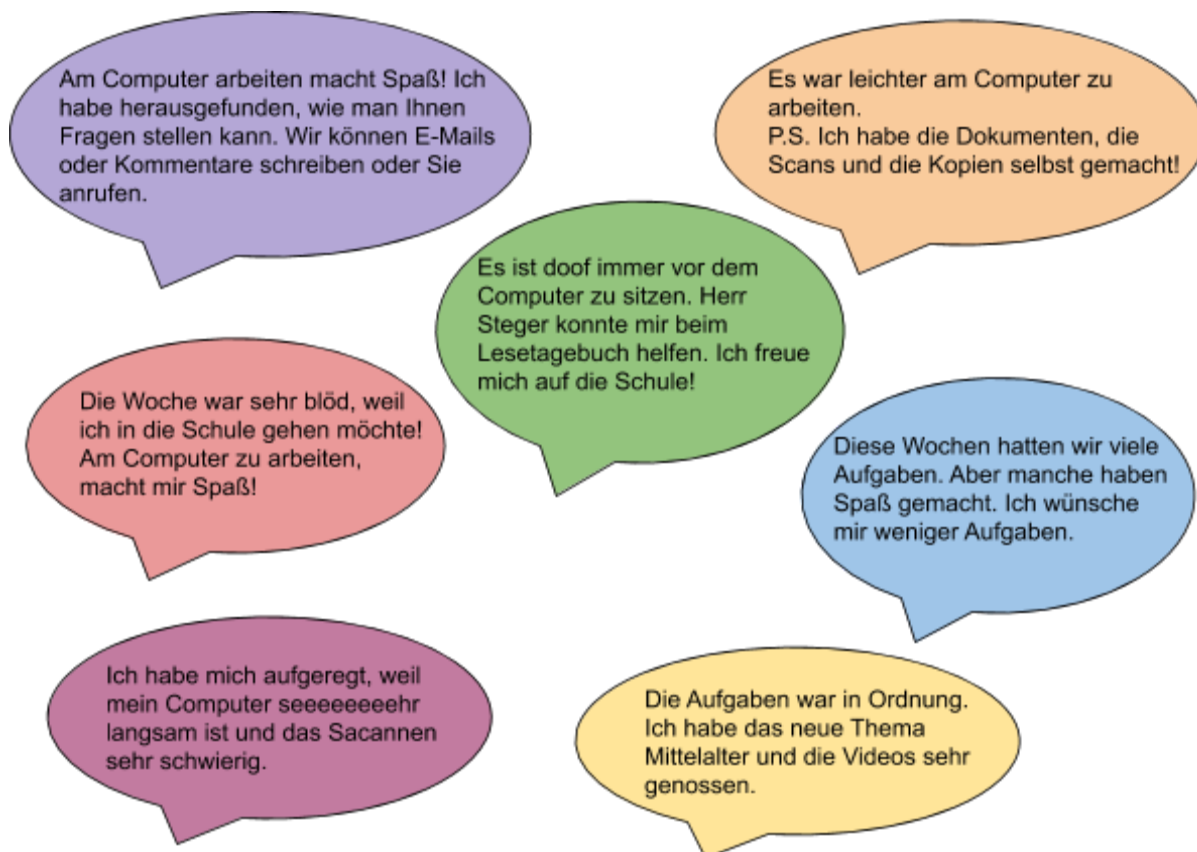 Am Computer arbeiten macht Spaß! Ich
habe herausgefunden, wie man Ihnen
Fragen stellen kann. Wir können E-Mails
oder Kommentare schreiben oder Sie
anrufen.
Es war leichter am Computer zu
arbeiten.
P.S. Ich habe die Dokumenten, die
Scans und die Kopien selbst gemacht!
Es ist doof immer vor dem
Computer zu sitzen. Herr
Steger konnte mir beim
Lesetagebuch helfen. Ich freue
mich auf die Schule!
Die Woche war sehr blöd, weil
ich in die Schule gehen möchte!
Am Computer zu arbeiten,
macht mir Spaß!
Diese Wochen hatten wir viele
Aufgaben. Aber manche haben
Spaß gemacht. Ich wünsche
mir weniger Aufgaben.
Ich habe mich aufgeregt, weil
mein Computer seeeeeeeehr
langsam ist und das Sacannen
sehr schwierig.
Die Aufgaben war in Ordnung.
Ich habe das neue Thema
Mittelalter und die Videos sehr
genossen.